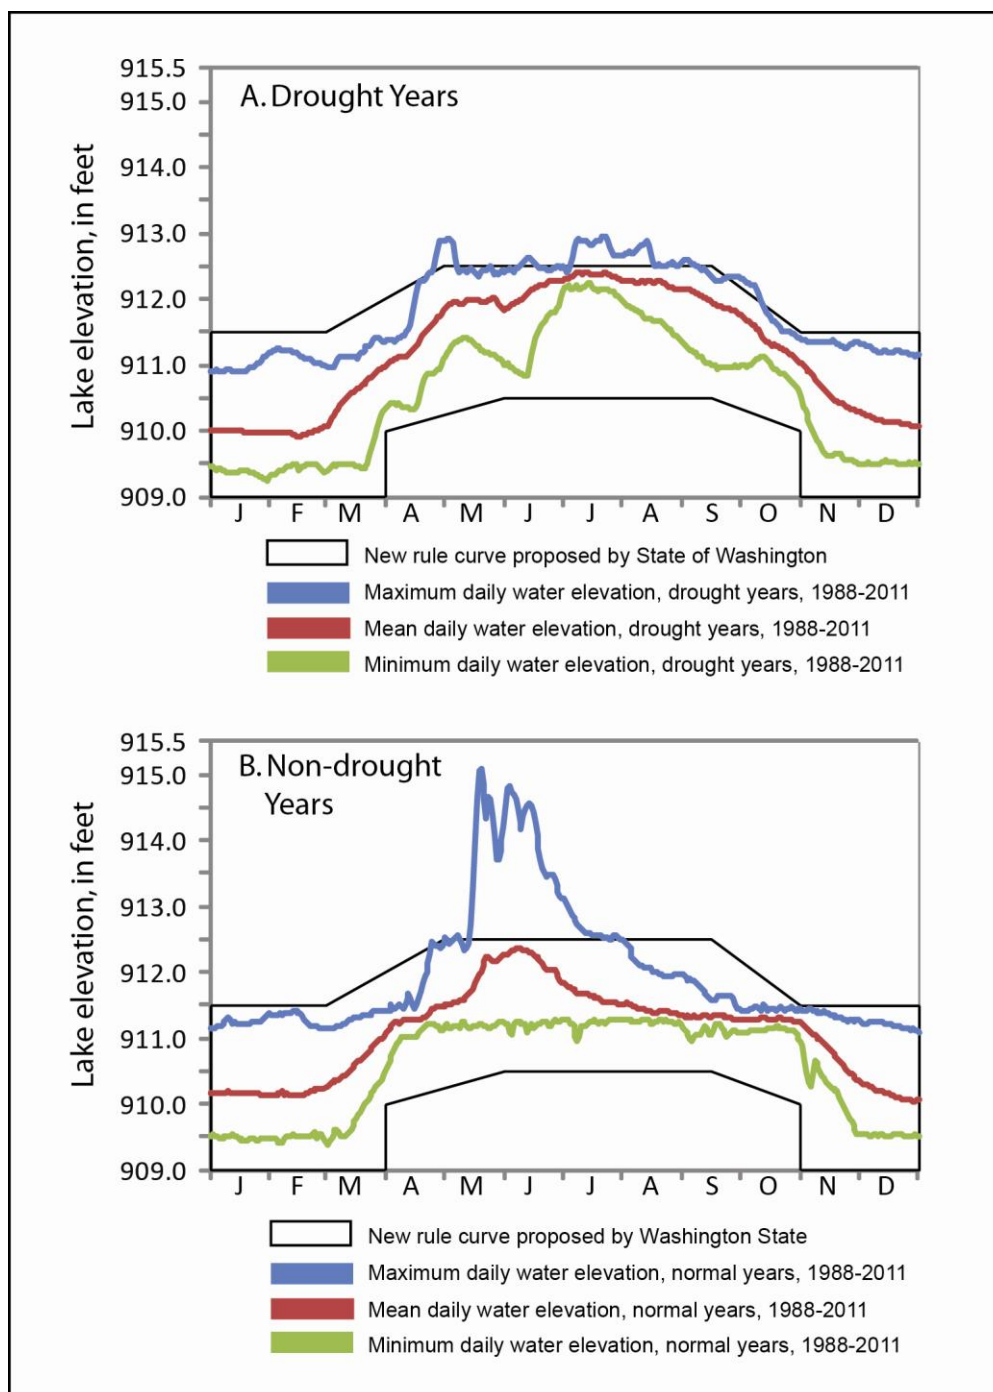 A. Drought Years
Lake elevation, in feet
915.5
915.0
914.0
913.0
912.0
911.0
910.0
909.0
J F M A M J J A S O N D
New rule curve proposed by State of Washington
Maximum daily water elevation, drought years, 1988-2011
Mean daily water elevation, drought years, 1988-2011
Minimum daily water elevation, drought years, 1988-2011
B. Non-drought
Years
Lake elevation, in feet
915.5
915.0
914.0
913.0
912.0
911.0
910.0
909.0
J F M A M J J A S O N D
New rule curve proposed by Washington State
Maximum daily water elevation, normal years, 1988-2011
Mean daily water elevation, normal years, 1988-2011
Minimum daily water elevation, normal years, 1988-2011